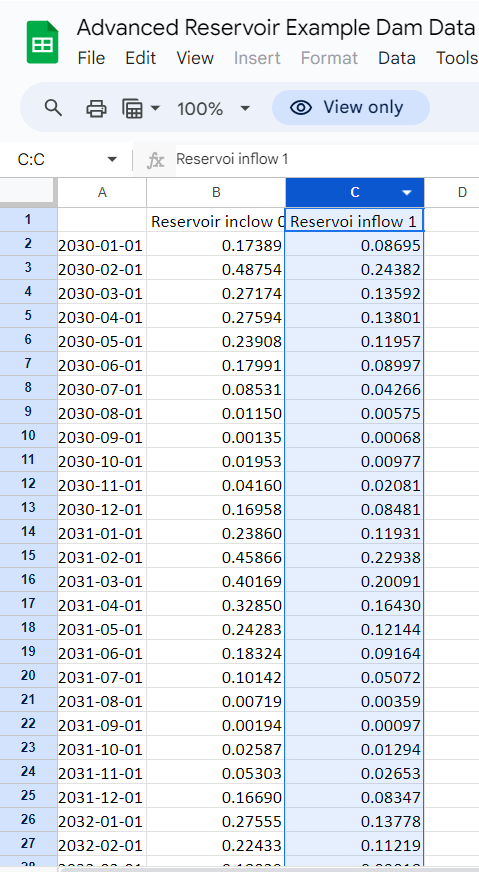 Advanced Reservoir Example Dam Data
File Edit View Insert Format Data Tools
100% View only
C:C fx Reservoi inflow 1
A B C D
1 Reservoir inclow 0 Reservoi inflow 1
2 2030-01-01 0.17389 0.08695
3 2030-02-01 0.48754 0.24382
4 2030-03-01 0.27174 0.13592
5 2030-04-01 0.27594 0.13801
6 2030-05-01 0.23908 0.11957
7 2030-06-01 0.17991 0.08997
8 2030-07-01 0.08531 0.04266
9 2030-08-01 0.01150 0.00575
10 2030-09-01 0.00135 0.00068
11 2030-10-01 0.01953 0.00977
12 2030-11-01 0.04160 0.02081
13 2030-12-01 0.16958 0.08481
14 2031-01-01 0.23860 0.11931
15 2031-02-01 0.45866 0.22938
16 2031-03-01 0.40169 0.20091
17 2031-04-01 0.32850 0.16430
18 2031-05-01 0.24283 0.12144
19 2031-06-01 0.18324 0.09164
20 2031-07-01 0.10142 0.05072
21 2031-08-01 0.00719 0.00359
22 2031-09-01 0.00194 0.00097
23 2031-10-01 0.02587 0.01294
24 2031-11-01 0.05303 0.02653
25 2031-12-01 0.16690 0.08347
26 2032-01-01 0.27555 0.13778
27 2032-02-01 0.22433 0.11219